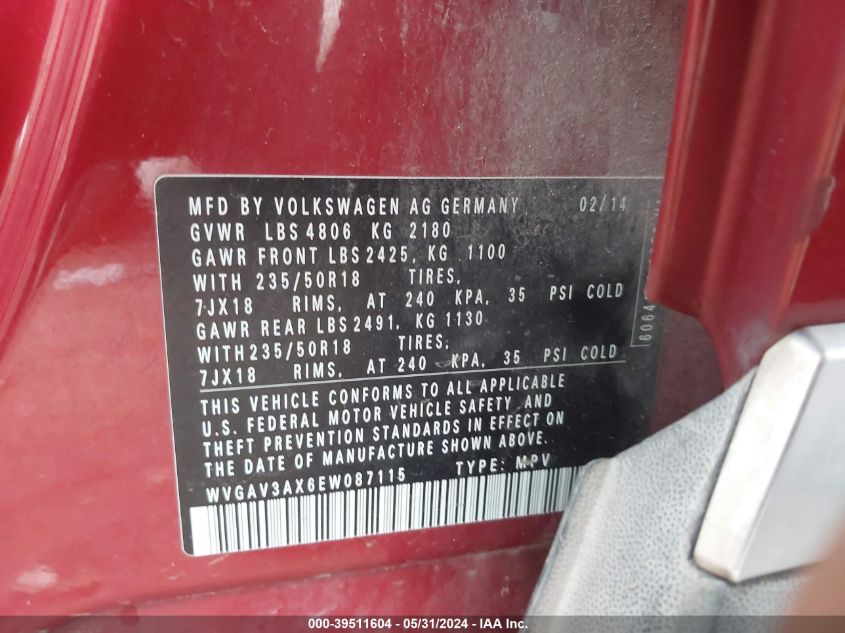 MFD BY VOLKSWAGEN AG GERMANY 02/14
GVWR LBS 4806 KG 2180
GAWR FRONT LBS 2425, KG 1100
WITH 235/50R18 TIRES,
7JX18 RIMS, AT 240 KPA, 35 PSI COLD
GAWR REAR LBS 2491, KG 1130
WITH 235/50R18 TIRES,
7JX18 RIMS, AT 240 KPA, 35 PSI COLD
THIS VEHICLE CONFORMS TO ALL APPLICABLE
U.S. FEDERAL MOTOR VEHICLE SAFETY AND
THEFT PREVENTION STANDARDS IN EFFECT ON
THE DATE OF MANUFACTURE SHOWN ABOVE.
WVGAV3AX6EW087115 TYPE: MPV
000-39511604 - 05/31/2024 - IAAI.COM